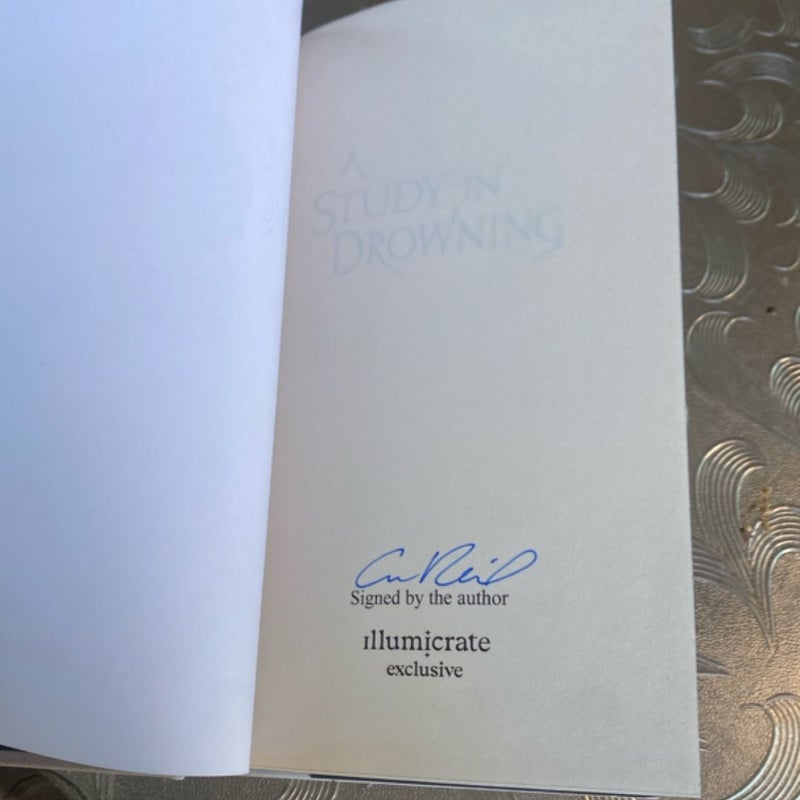 A
STUDY IN
DROWNING
Signed by the author
illumicrate
exclusive